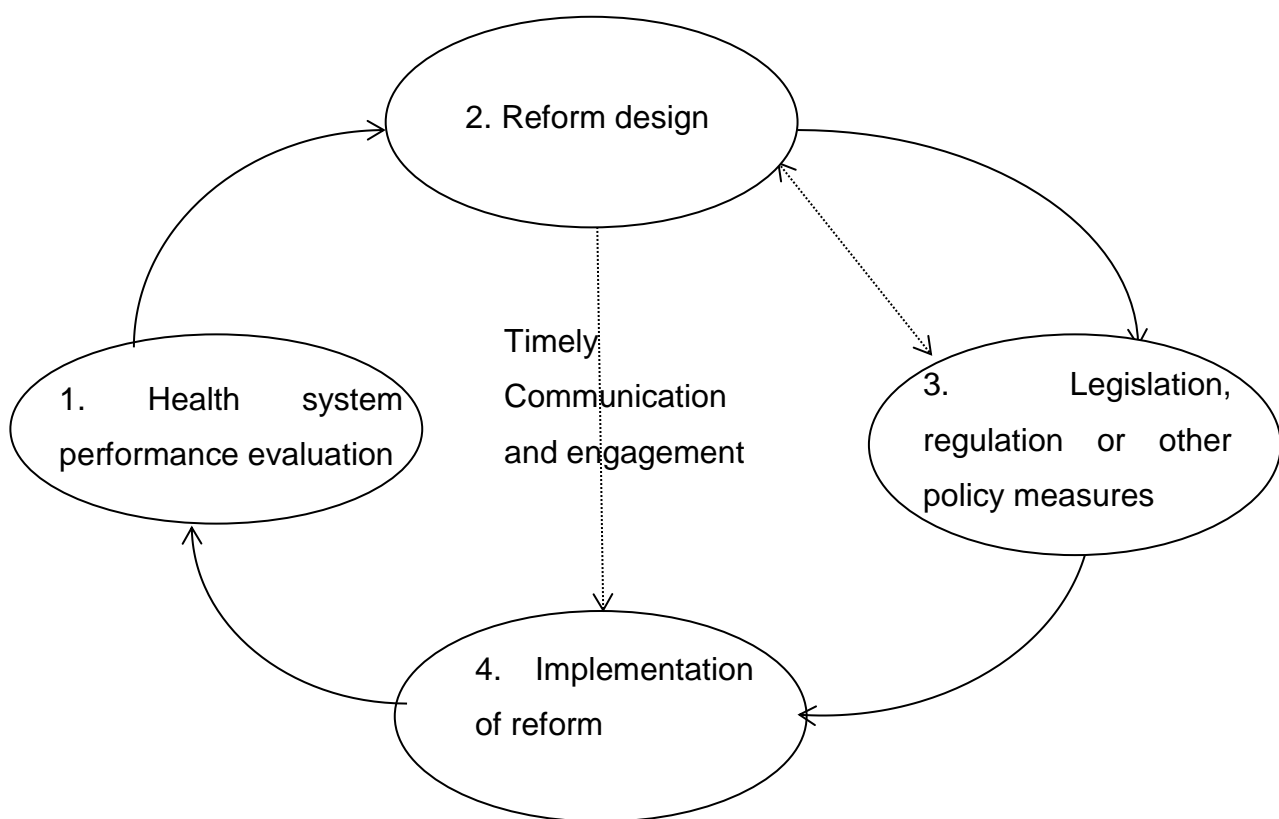 2. Reform design
Timely
Communication
and engagement
1. Health system
performance evaluation
3. Legislation,
regulation or other
policy measures
4. Implementation
of reform